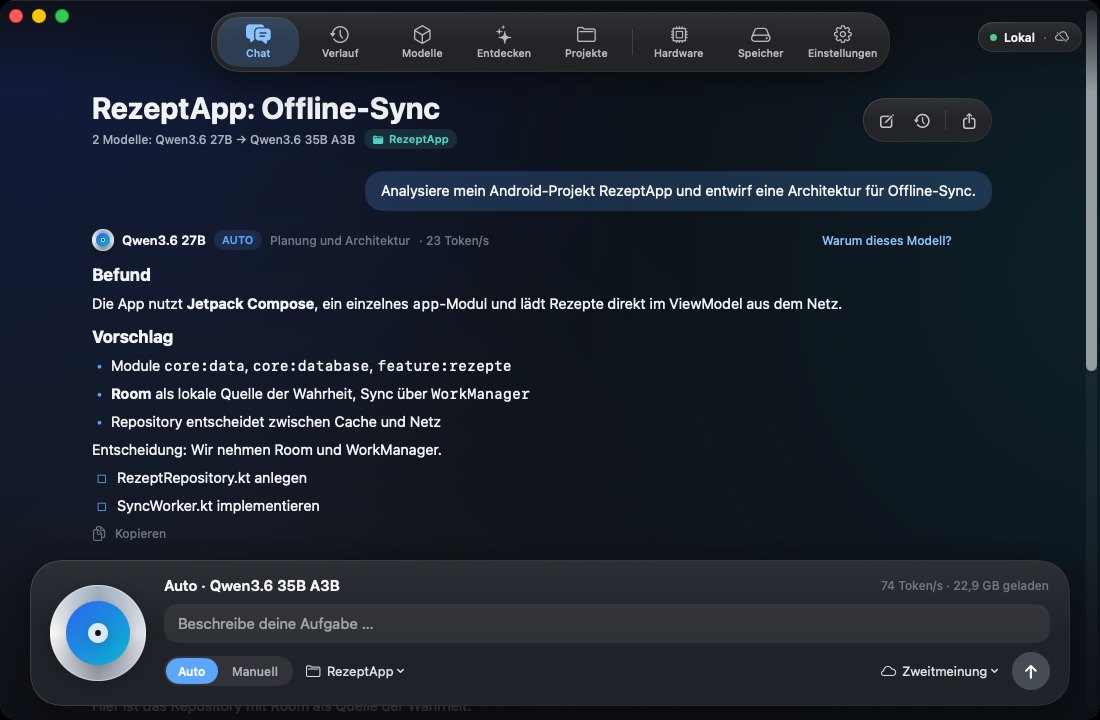 Chat
Verlauf
Modelle
Entdecken
Projekte
Hardware
Speicher
Einstellungen
Lokal ·
RezeptApp: Offline-Sync
2 Modelle: Qwen3.6 27B → Qwen3.6 35B A3B RezeptApp
Analysiere mein Android-Projekt RezeptApp und entwirf eine Architektur für Offline-Sync.
Qwen3.6 27B AUTO Planung und Architektur · 23 Token/s Warum dieses Modell?
Befund
Die App nutzt Jetpack Compose, ein einzelnes app-Modul und lädt Rezepte direkt im ViewModel aus dem Netz.
Vorschlag
• Module core:data, core:database, feature:rezepte
• Room als lokale Quelle der Wahrheit, Sync über WorkManager
• Repository entscheidet zwischen Cache und Netz
Entscheidung: Wir nehmen Room und WorkManager.
RezeptRepository.kt anlegen
SyncWorker.kt implementieren
Kopieren
Auto · Qwen3.6 35B A3B 74 Token/s · 22,9 GB geladen
Beschreibe deine Aufgabe ...
Auto Manuell RezeptApp Zweitmeinung
Hier ist das Repository mit Room als Quelle der Wahrheit.